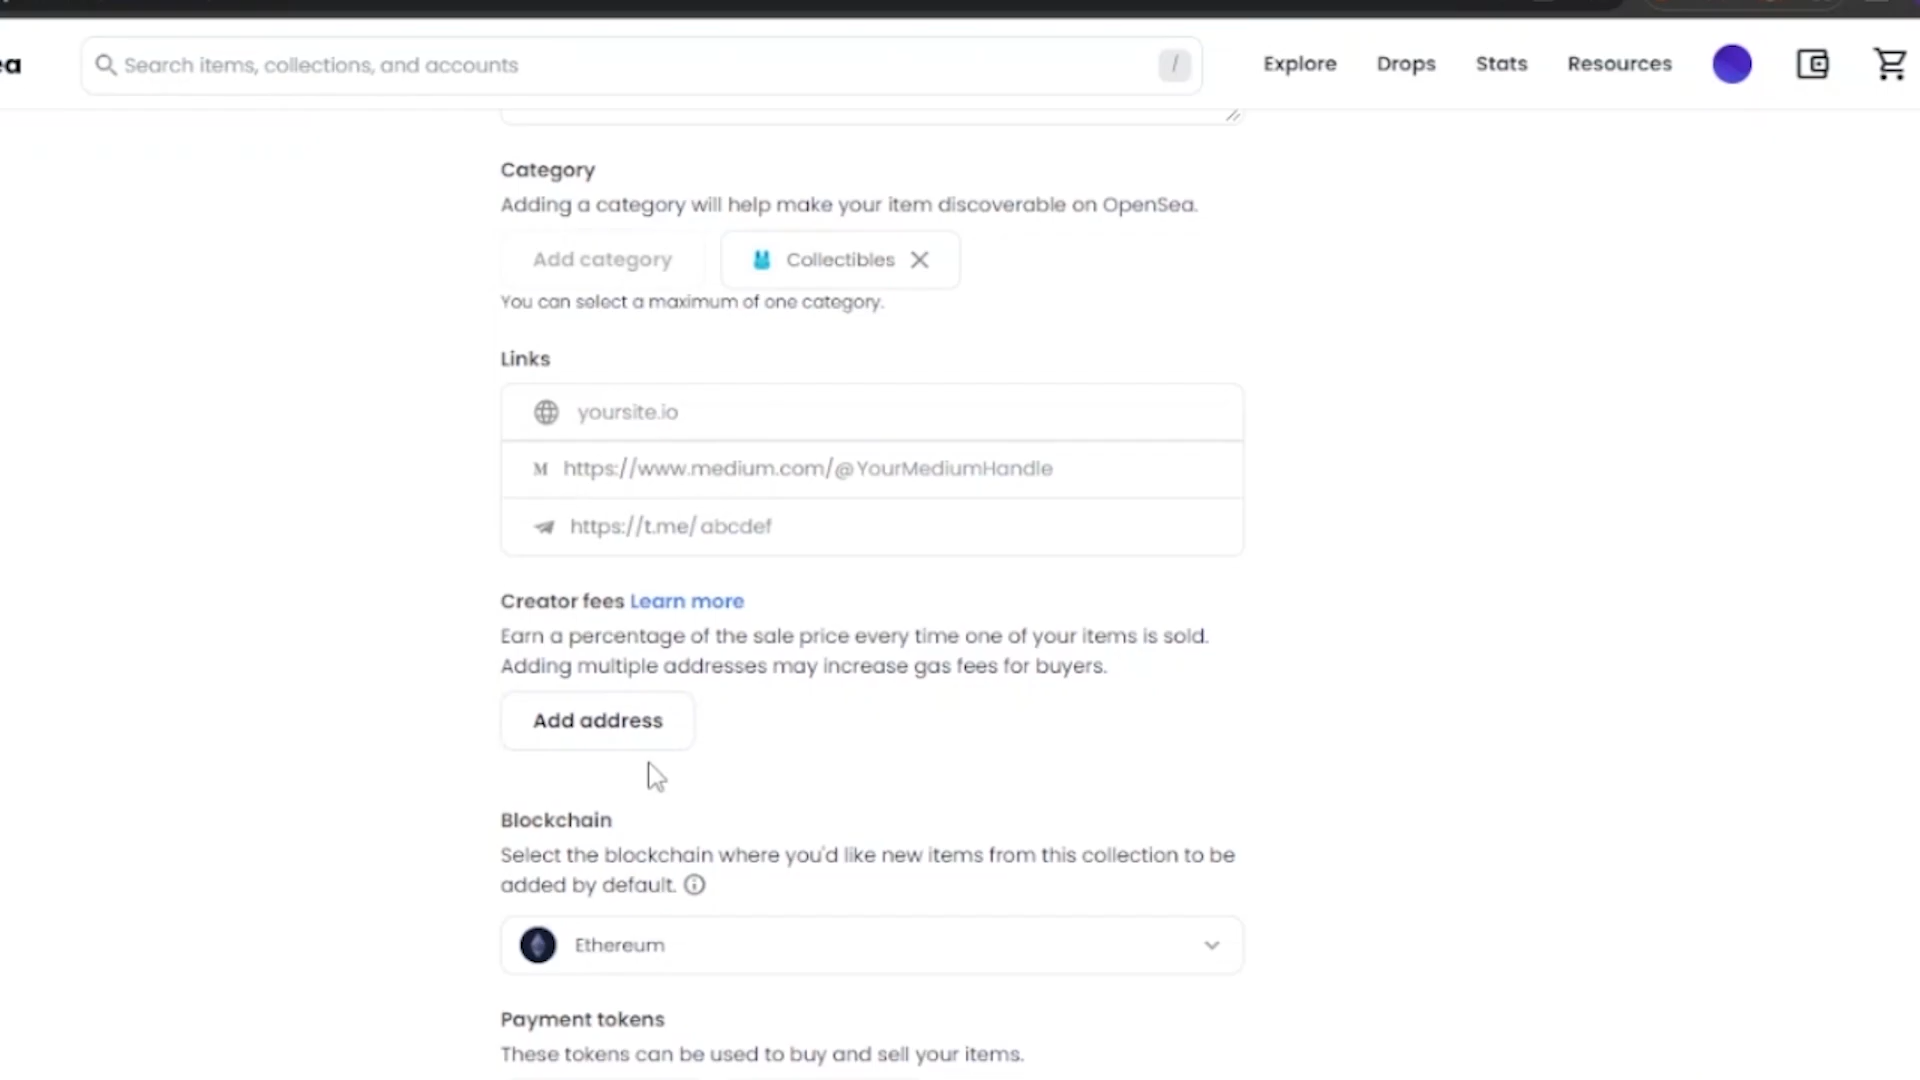 ea
Search items, collections, and accounts /
Explore Drops Stats Resources
Category
Adding a category will help make your item discoverable on OpenSea.
Add category Collectibles
You can select a maximum of one category.
Links
yoursite.io
M https://www.medium.com/@YourMediumHandle
https://t.me/abcdef
Creator fees Learn more
Earn a percentage of the sale price every time one of your items is sold.
Adding multiple addresses may increase gas fees for buyers.
Add address
Blockchain
Select the blockchain where you'd like new items from this collection to be
added by default.
Ethereum
Payment tokens
These tokens can be used to buy and sell your items.